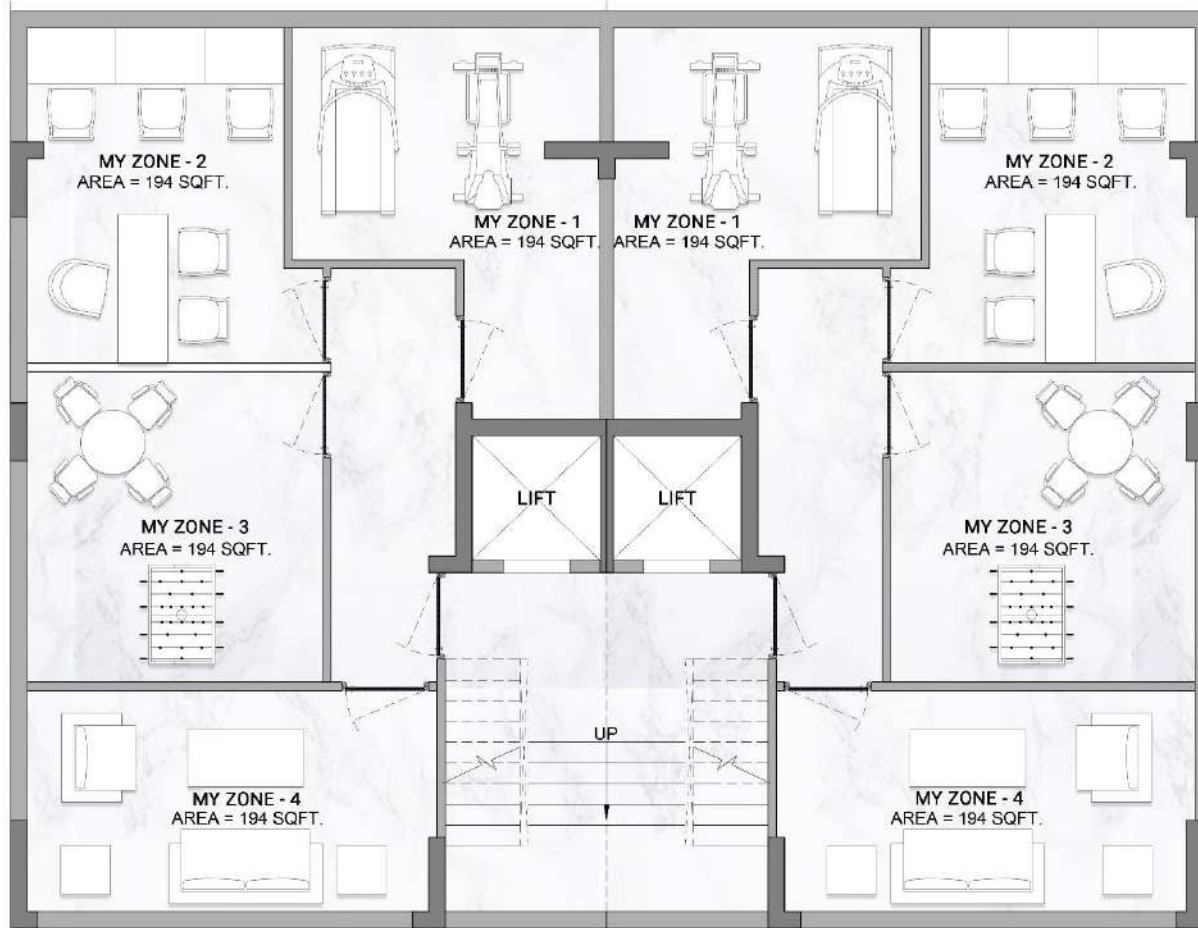 MY ZONE - 2
AREA = 194 SQFT.
MY ZONE - 1
AREA = 194 SQFT.
MY ZONE - 1
AREA = 194 SQFT.
MY ZONE - 2
AREA = 194 SQFT.
LIFT
LIFT
MY ZONE - 3
AREA = 194 SQFT.
MY ZONE - 3
AREA = 194 SQFT.
UP
MY ZONE - 4
AREA = 194 SQFT.
MY ZONE - 4
AREA = 194 SQFT.